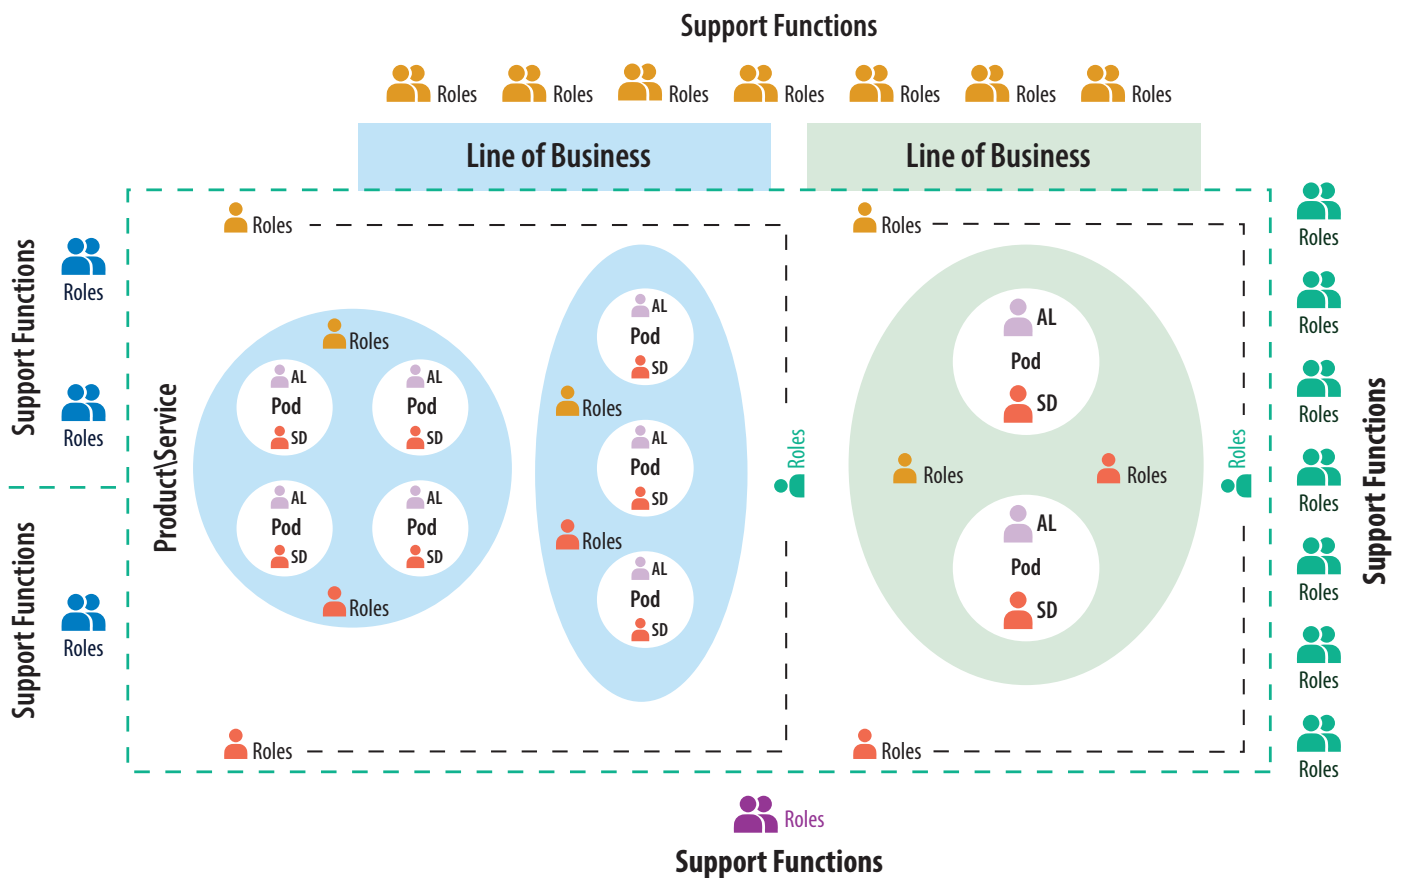 Support Functions
Roles
Roles
Roles
Roles
Roles
Roles
Roles
Line of Business
Line of Business
Support Functions
Roles
Roles
Support Functions
Roles
Product\Service
Roles
Roles
AL
Pod
SD
AL
Pod
SD
AL
Pod
SD
AL
Pod
SD
Roles
AL
Pod
SD
Roles
AL
Pod
SD
Roles
AL
Pod
SD
Roles
Roles
Roles
AL
Pod
SD
Roles
Roles
AL
Pod
SD
Roles
Roles
Roles
Roles
Roles
Roles
Roles
Roles
Roles
Support Functions
Roles
Support Functions